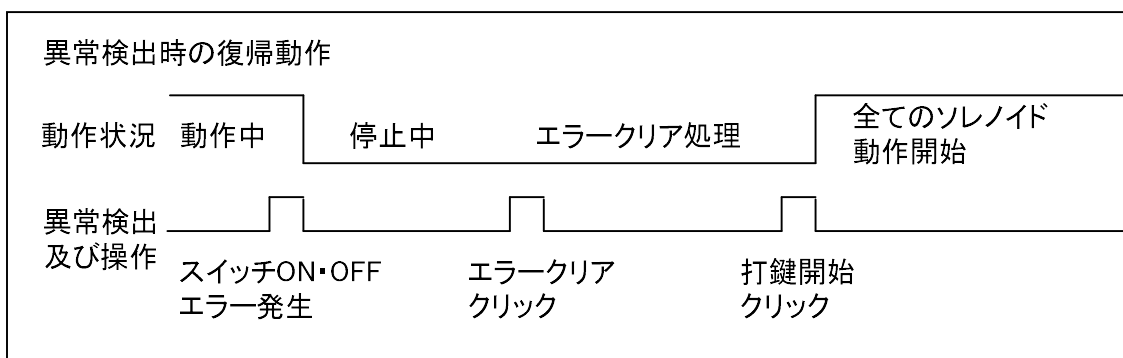 異常検出時の復帰動作
動作状況
動作中
停止中
エラークリア処理
全てのソレノイド
動作開始
異常検出
及び操作
スイッチON・OFF
エラー発生
エラークリア
クリック
打鍵開始
クリック